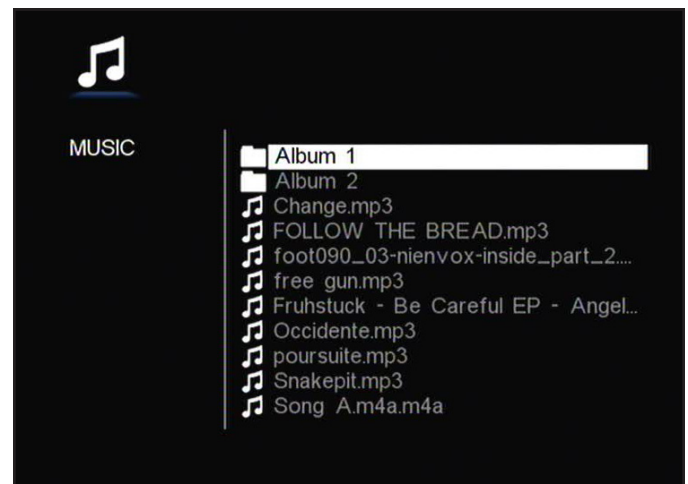 MUSIC
Album 1
Album 2
Change.mp3
FOLLOW THE BREAD.mp3
foot090_03-nienvox-inside_part_2....
free gun.mp3
Fruhstuck - Be Careful EP - Angel...
Occidente.mp3
poursuite.mp3
Snakepit.mp3
Song A.m4a.m4a